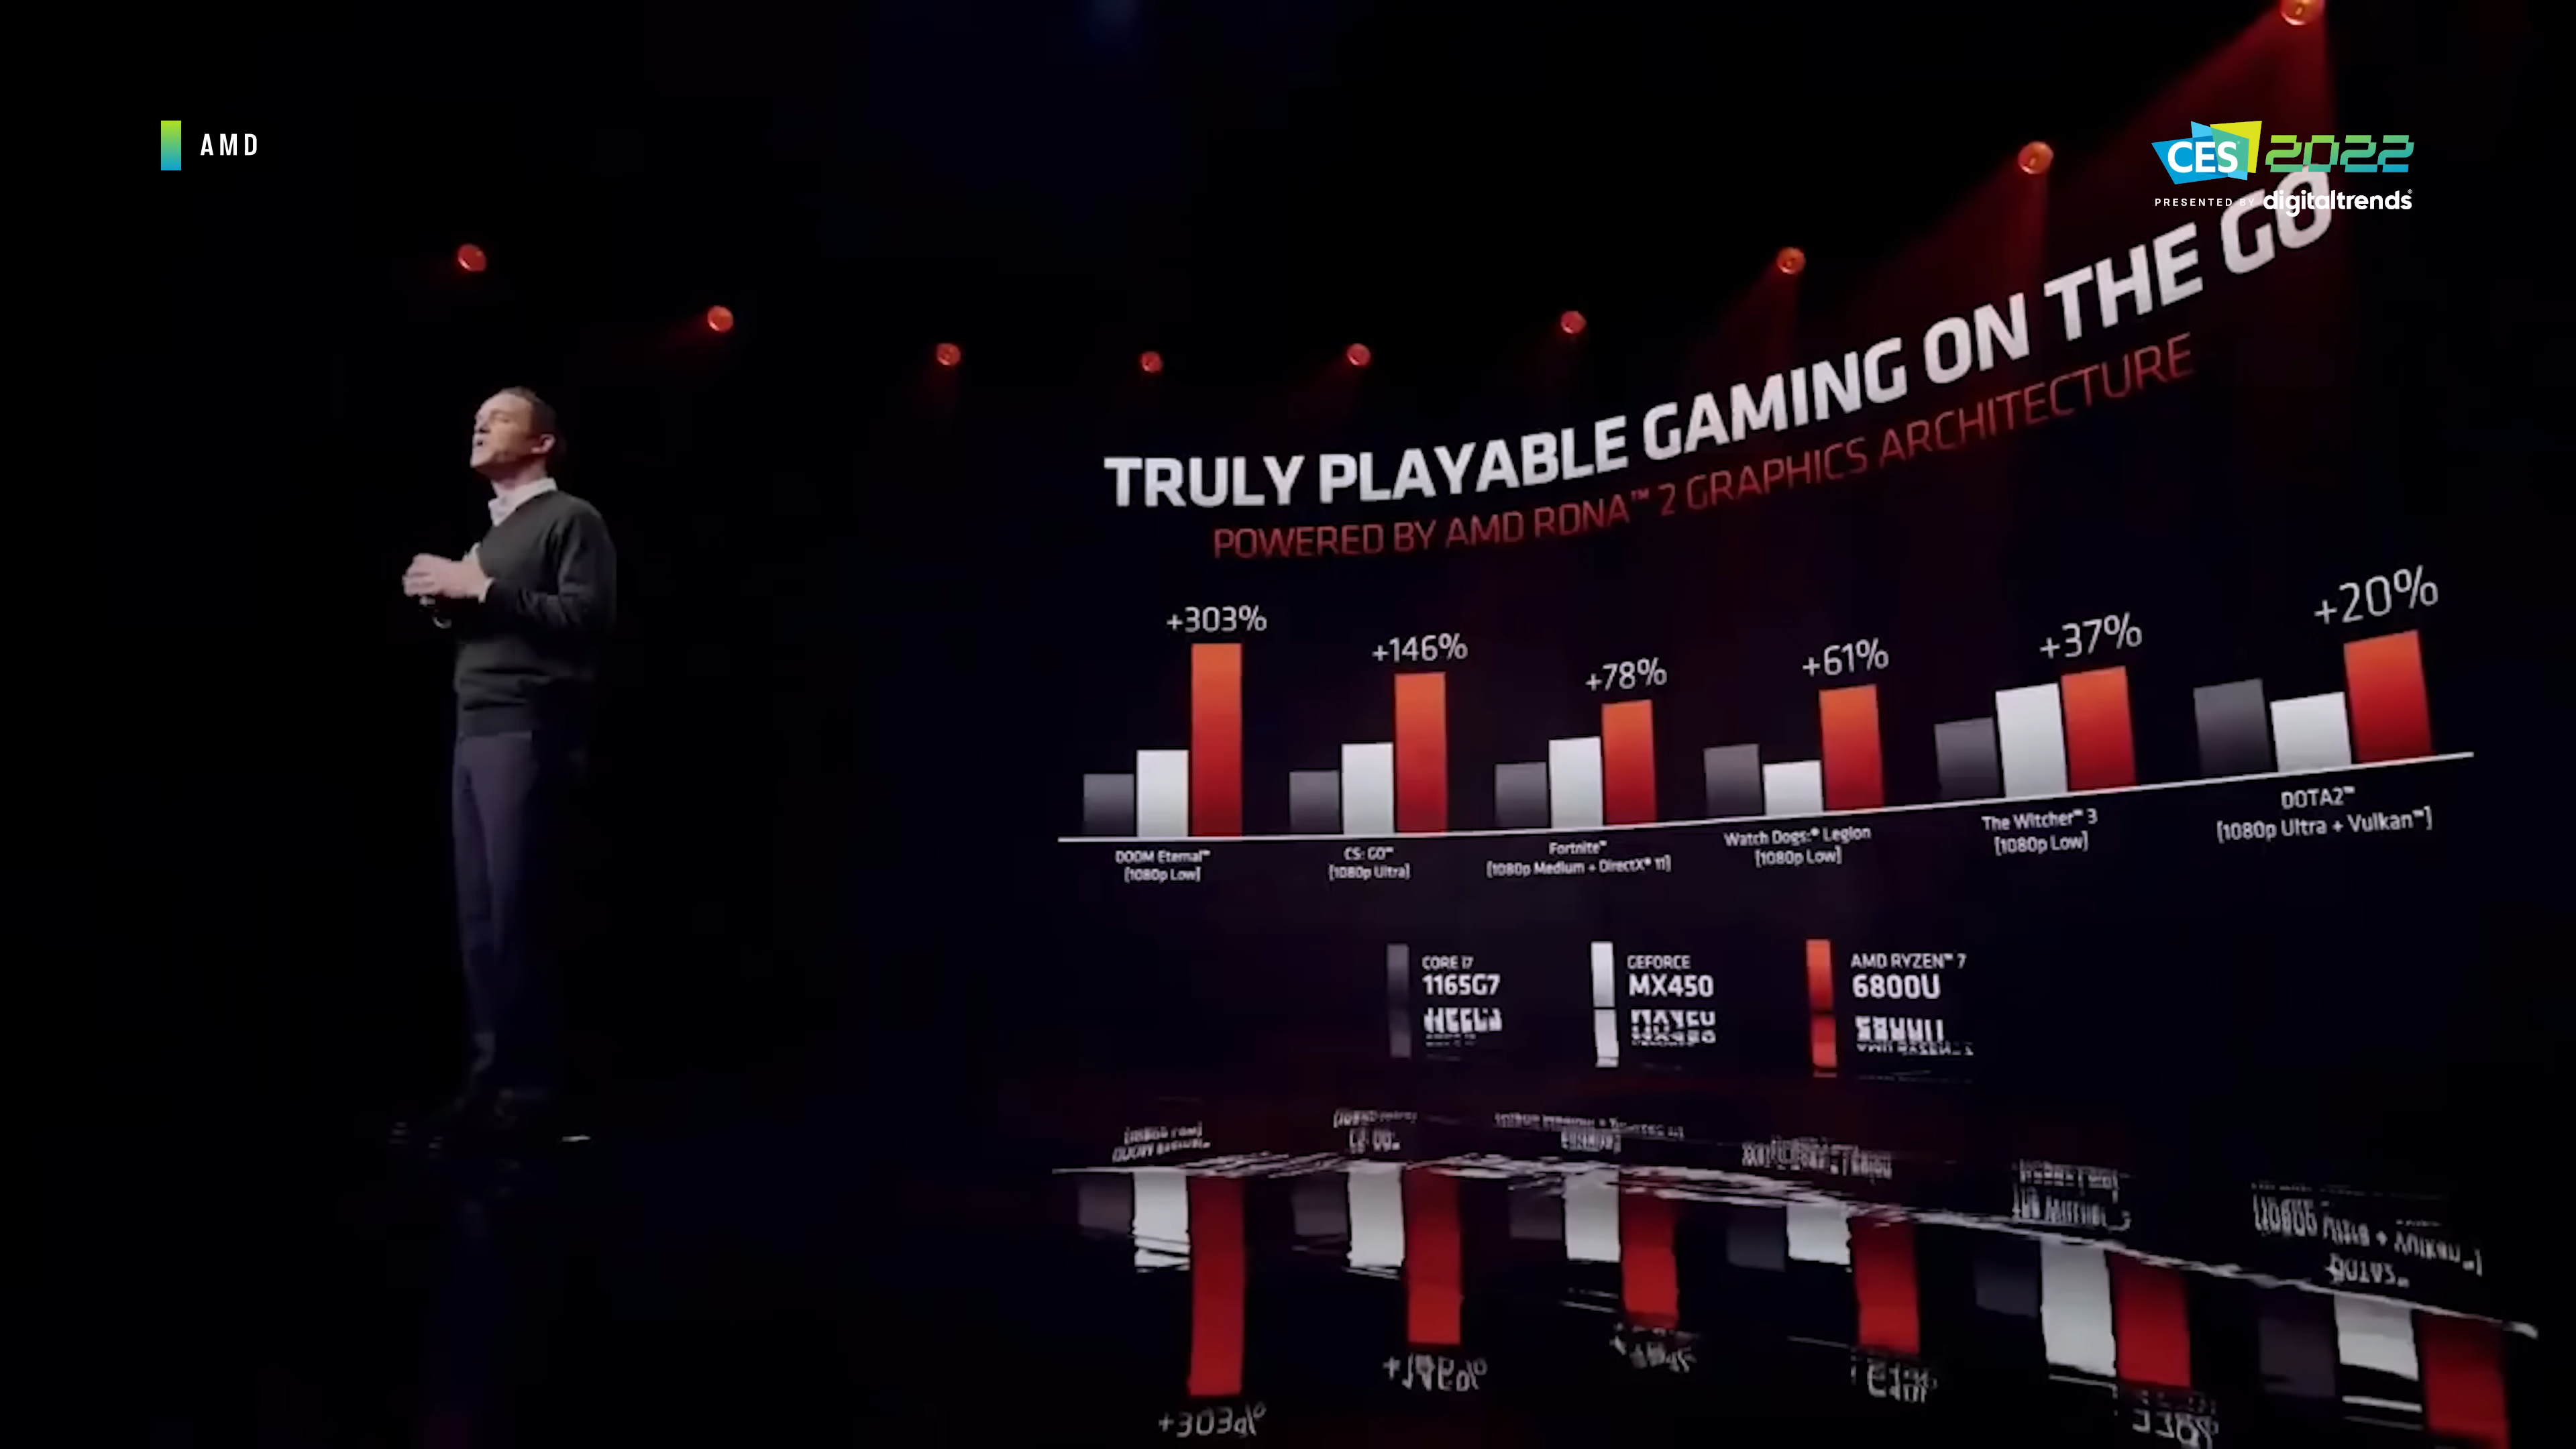 AMD
CES 2022
PRESENTED BY digitaltrends®
TRULY PLAYABLE GAMING ON THE GO
POWERED BY AMD RDNA™ 2 GRAPHICS ARCHITECTURE
+303%
+146%
+78%
+61%
+37%
+20%
DOOM Eternal™
[1080p Low]
CS: GO™
[1080p Ultra]
Fortnite™
[1080p Medium + DirectX® 11]
Watch Dogs:® Legion
[1080p Low]
The Witcher™ 3
[1080p Low]
DOTA2™
[1080p Ultra + Vulkan™]
CORE i7
1165G7
GEFORCE
MX450
AMD RYZEN™ 7
6800U